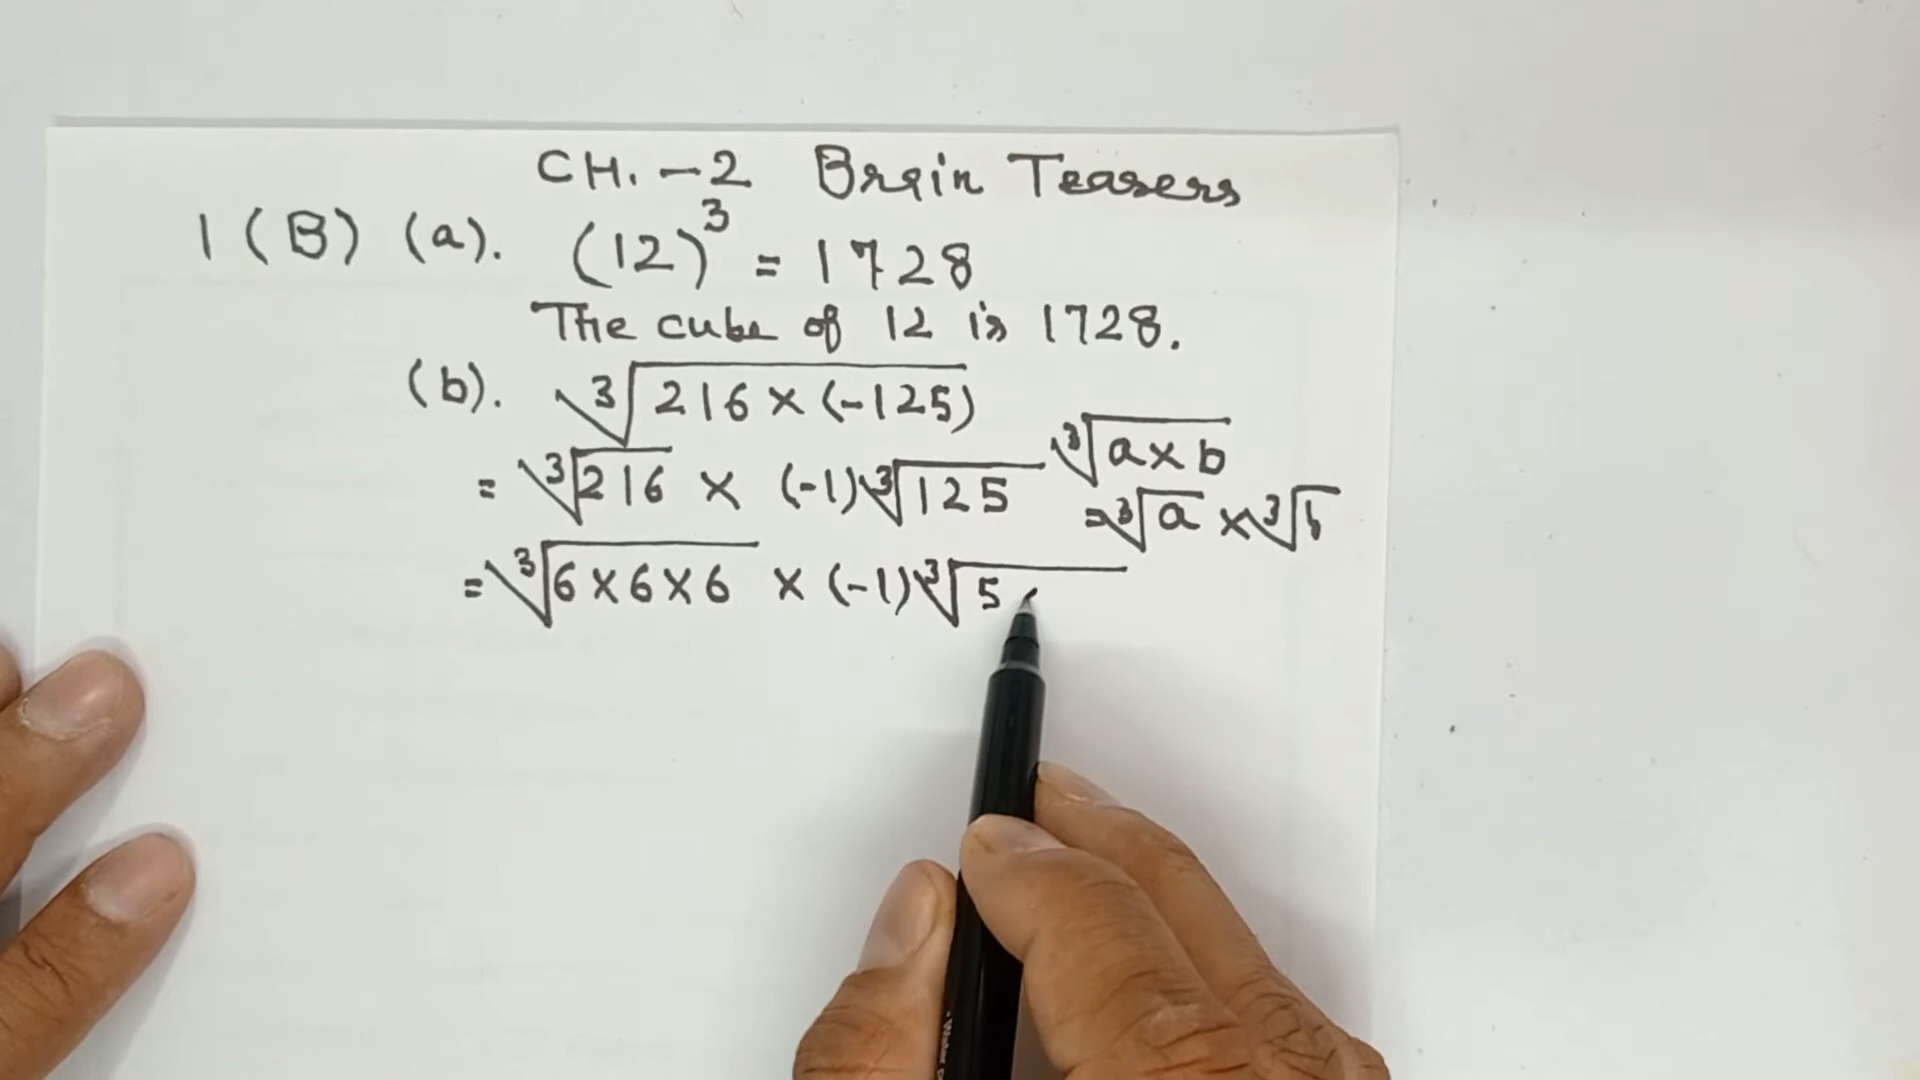 CH. - 2 Brain Teasers
1 (B) (a). (12)³ = 1728
The cube of 12 is 1728.
(b). ∛216 × (-125)
= ∛216 × (-1)∛125
∛a × b
= ∛a × ∛b
= ∛6 × 6 × 6 × (-1)∛5